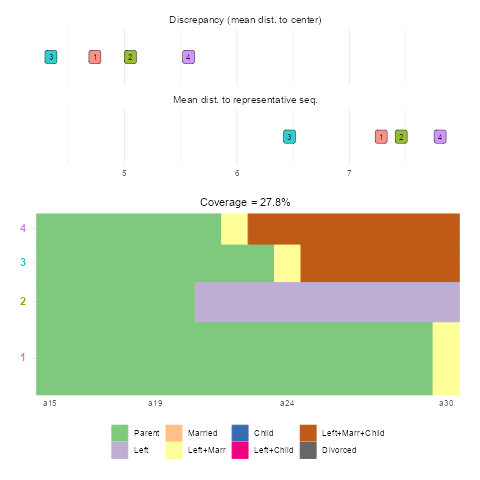 Discrepancy (mean dist. to center)
3 1 2 4
Mean dist. to representative seq.
3 1 2 4
5 6 7
Coverage = 27.8%
4
3
2
1
a15 a19 a24 a30
Parent Married Child Left+Marr+Child
Left Left+Marr Left+Child Divorced